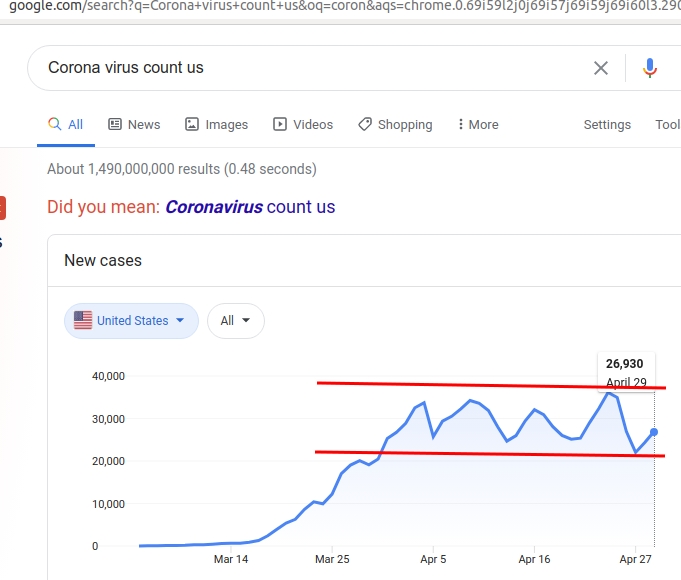 google.com/search?q=Corona+virus+count+us&oq=coron&aqs=chrome.0.69i59l2j0j69i57j69i59j69i60l3.290
Corona virus count us
All News Images Videos Shopping More Settings Tool
About 1,490,000,000 results (0.48 seconds)
Did you mean: Coronavirus count us
New cases
United States All
26,930
April 29
40,000
30,000
20,000
10,000
0
Mar 14 Mar 25 Apr 5 Apr 16 Apr 27